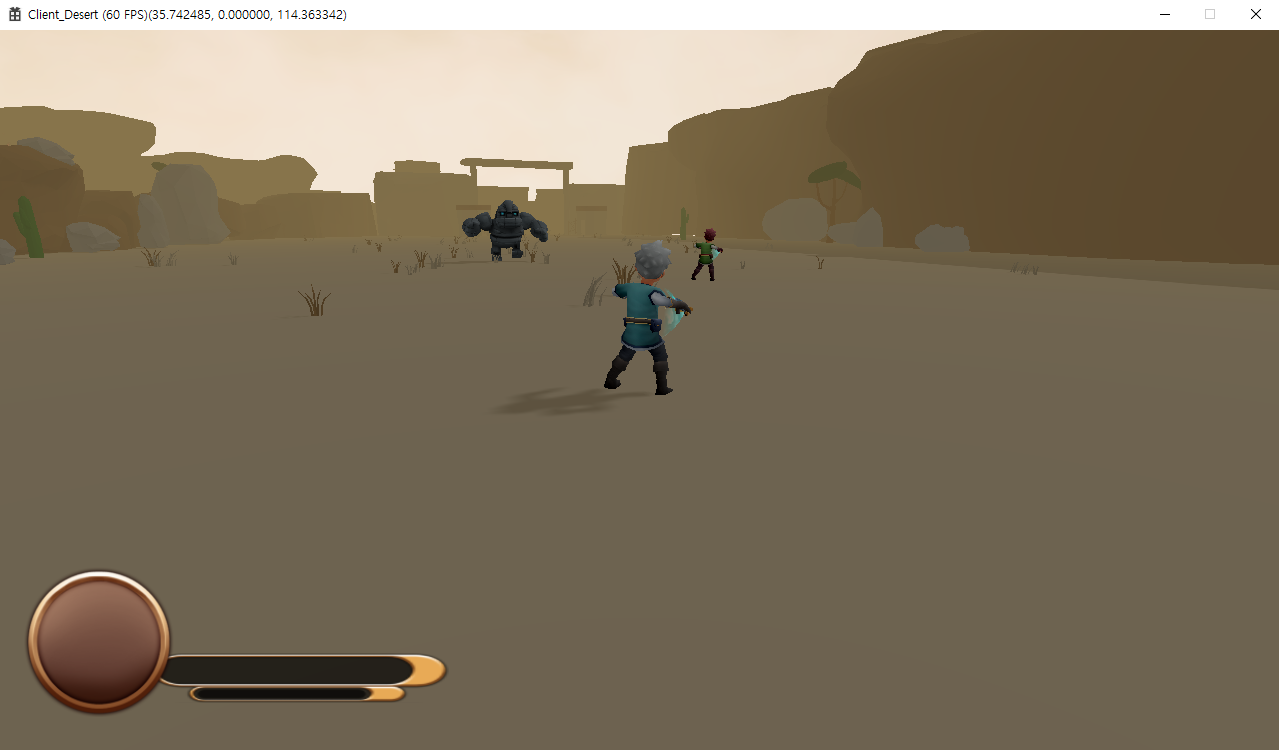 Client_Desert (60 FPS)(35.742485, 0.000000, 114.363342)